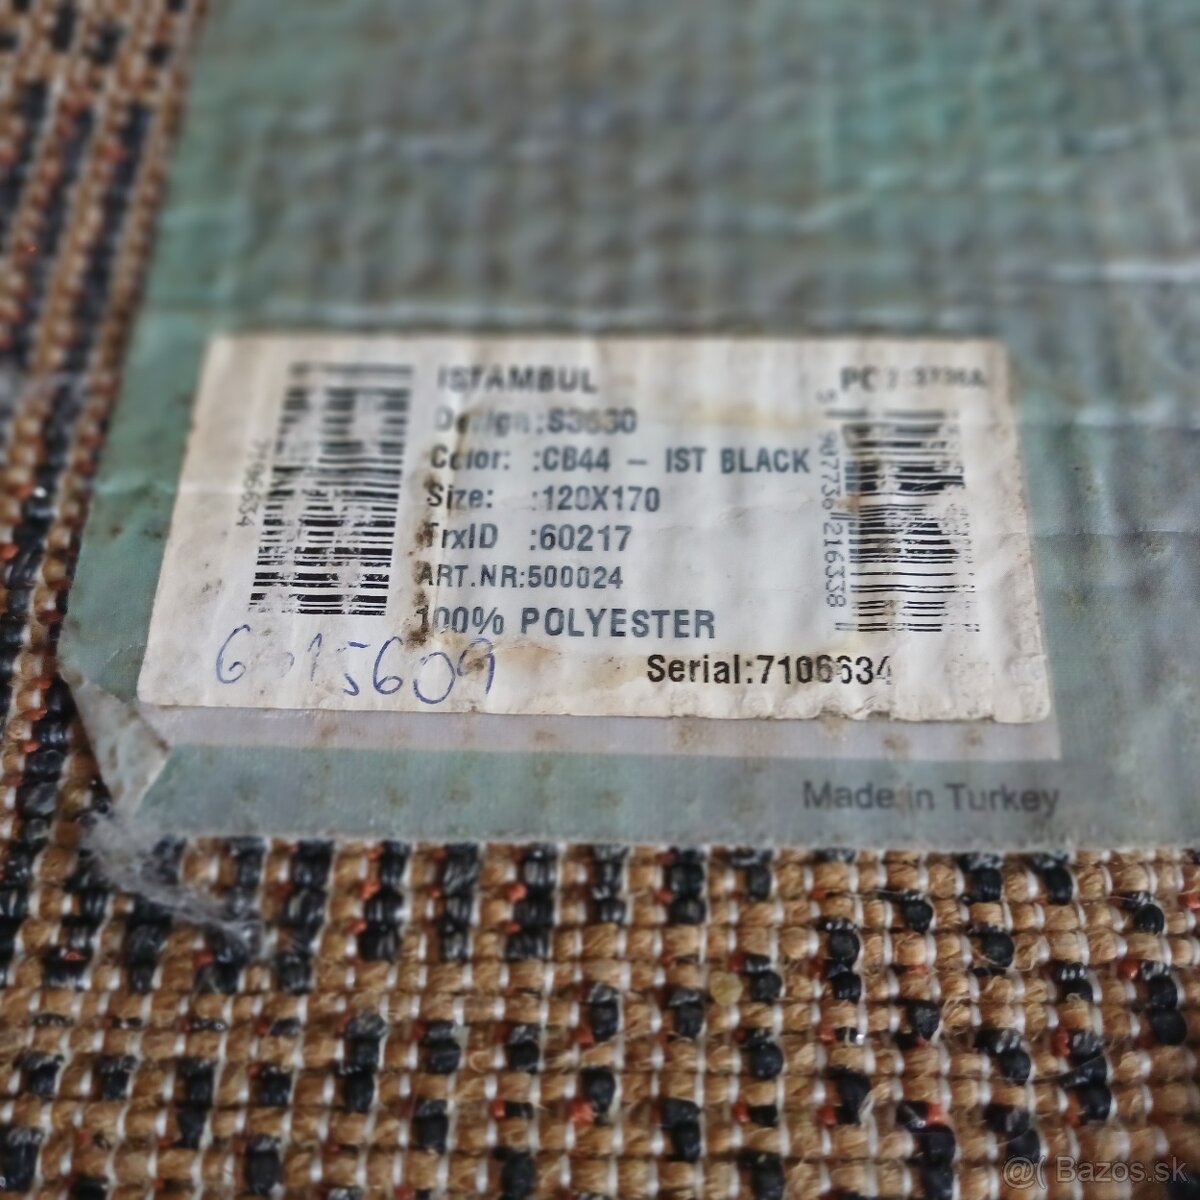 ISTAMBUL
Design:S3630
Color: :CB44 - IST BLACK
Size: :120X170
TrxID :60217
ART.NR:500024
100% POLYESTER
Serial:7106634
7106634
Made in Turkey
Bazos.sk